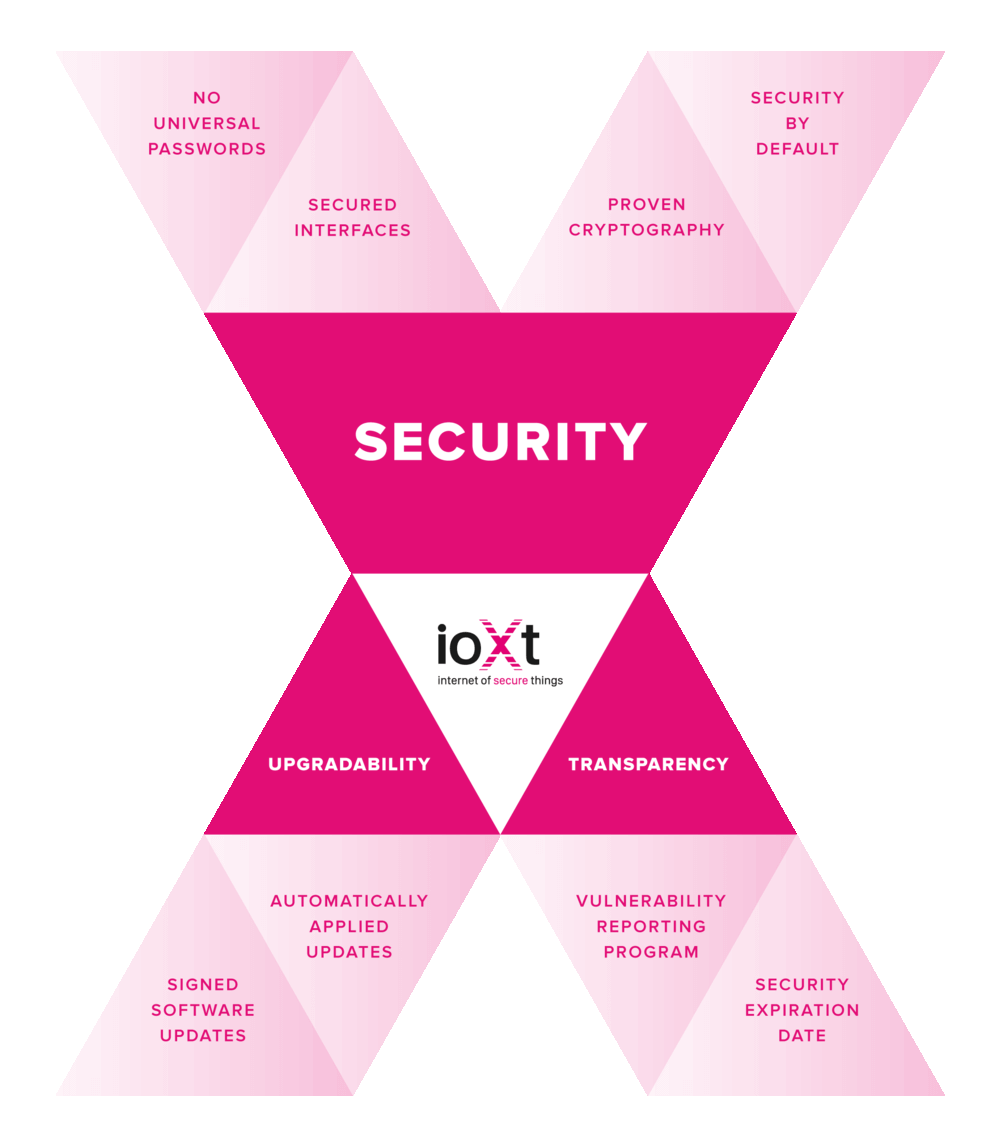 NO
UNIVERSAL
PASSWORDS
SECURED
INTERFACES
PROVEN
CRYPTOGRAPHY
SECURITY
BY
DEFAULT
SECURITY
ioXt
internet of secure things
UPGRADABILITY
TRANSPARENCY
AUTOMATICALLY
APPLIED
UPDATES
SIGNED
SOFTWARE
UPDATES
VULNERABILITY
REPORTING
PROGRAM
SECURITY
EXPIRATION
DATE